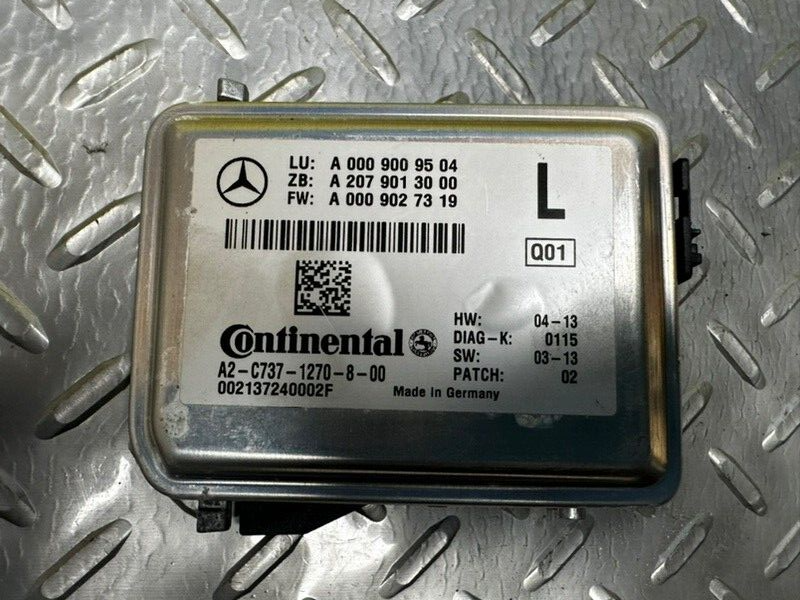 LU: A 000 900 95 04
ZB: A 207 901 30 00
FW: A 000 902 73 19
L
Q01
Continental
A2-C737-1270-8-00
002137240002F
HW: 04-13
DIAG-K: 0115
SW: 03-13
PATCH: 02
Made in Germany